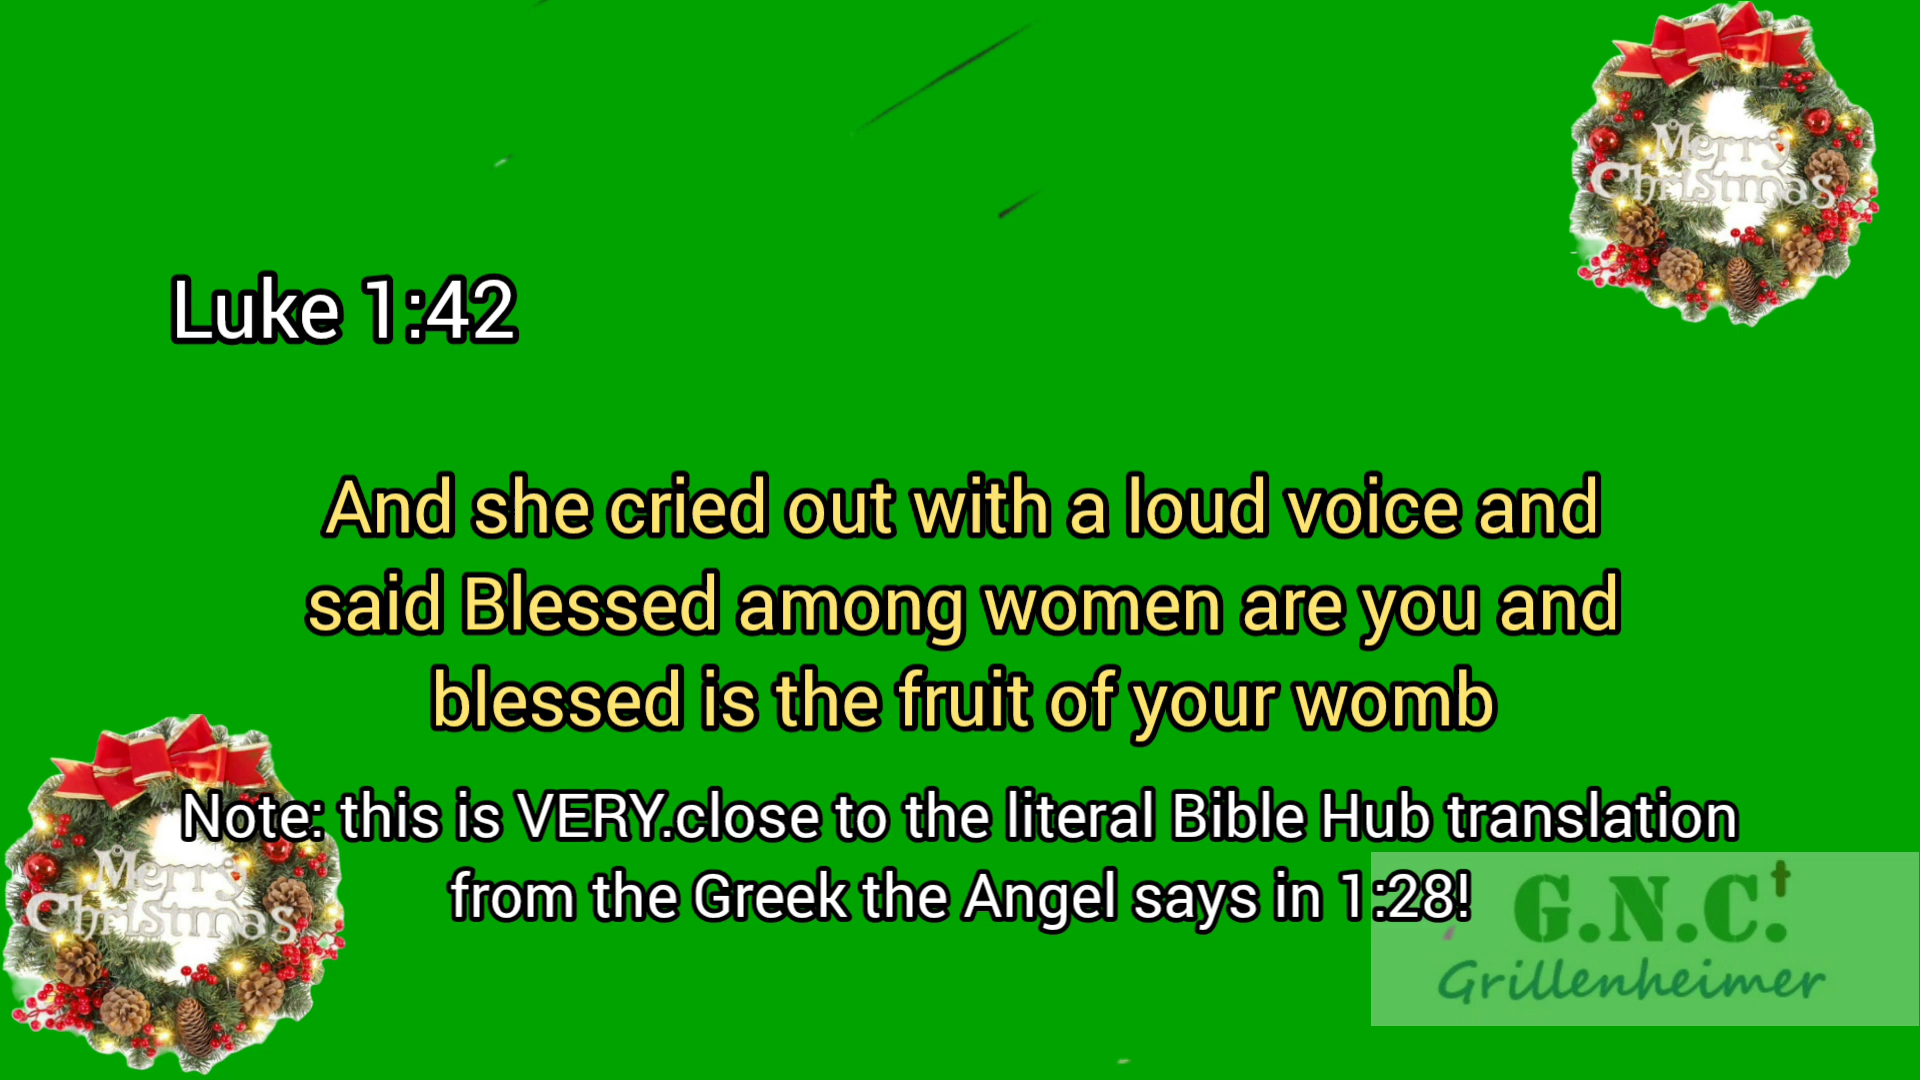 Merry
Christmas
Luke 1:42
And she cried out with a loud voice and
said Blessed among women are you and
blessed is the fruit of your womb
Note: this is VERY.close to the literal Bible Hub translation
from the Greek the Angel says in 1:28!
Merry
Christmas
G.N.C.
Grillenheimer